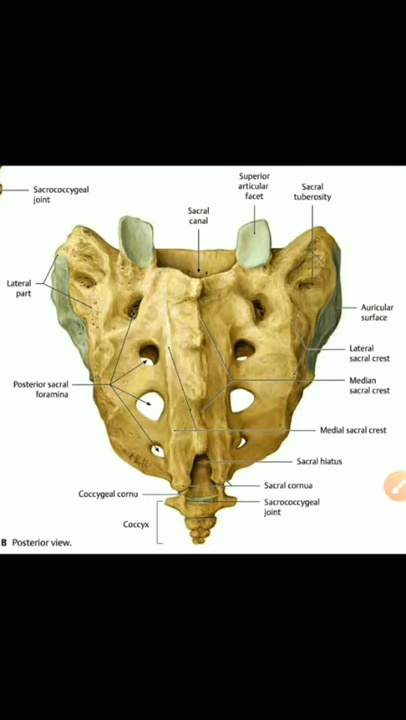 Sacrococcygeal
joint
Superior
articular
facet
Sacral
tuberosity
Sacral
canal
Lateral
part
Auricular
surface
Lateral
sacral crest
Posterior sacral
foramina
Median
sacral crest
Medial sacral crest
Sacral hiatus
Sacral cornua
Coccygeal cornu
Sacrococcygeal
joint
Coccyx
B Posterior view.